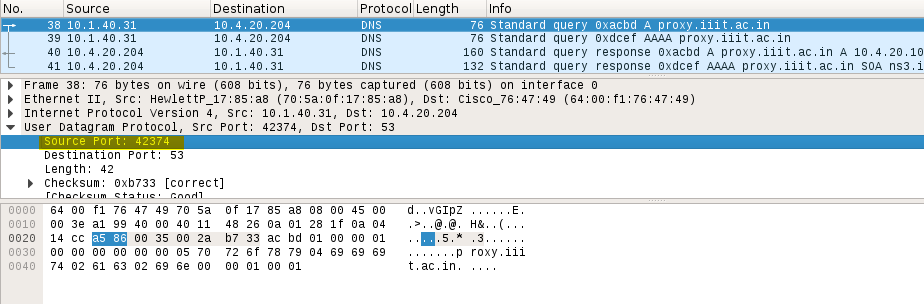 No. Source Destination Protocol Length Info
38 10.1.40.31 10.4.20.204 DNS 76 Standard query 0xacbd A proxy.iiit.ac.in
39 10.1.40.31 10.4.20.204 DNS 76 Standard query 0xdcef AAAA proxy.iiit.ac.in
40 10.4.20.204 10.1.40.31 DNS 160 Standard query response 0xacbd A proxy.iiit.ac.in A 10.4.20.10
41 10.4.20.204 10.1.40.31 DNS 132 Standard query response 0xdcef AAAA proxy.iiit.ac.in SOA ns3.i
Frame 38: 76 bytes on wire (608 bits), 76 bytes captured (608 bits) on interface 0
Ethernet II, Src: HewlettP_17:85:a8 (70:5a:0f:17:85:a8), Dst: Cisco_76:47:49 (64:00:f1:76:47:49)
Internet Protocol Version 4, Src: 10.1.40.31, Dst: 10.4.20.204
User Datagram Protocol, Src Port: 42374, Dst Port: 53
Source Port: 42374
Destination Port: 53
Length: 42
Checksum: 0xb733 [correct]
[Checksum Status: Good]
0000 64 00 f1 76 47 49 70 5a 0f 17 85 a8 08 00 45 00 d..vGIpZ ......E.
0010 00 3e a1 99 40 00 40 11 48 26 0a 01 28 1f 0a 04 .>..@.@. H&..(...
0020 14 cc a5 86 00 35 00 2a b7 33 ac bd 01 00 00 01 .....5.* .3......
0030 00 00 00 00 00 00 05 70 72 6f 78 79 04 69 69 69 .......p roxy.iii
0040 74 02 61 63 02 69 6e 00 00 01 00 01 t.ac.in. ....